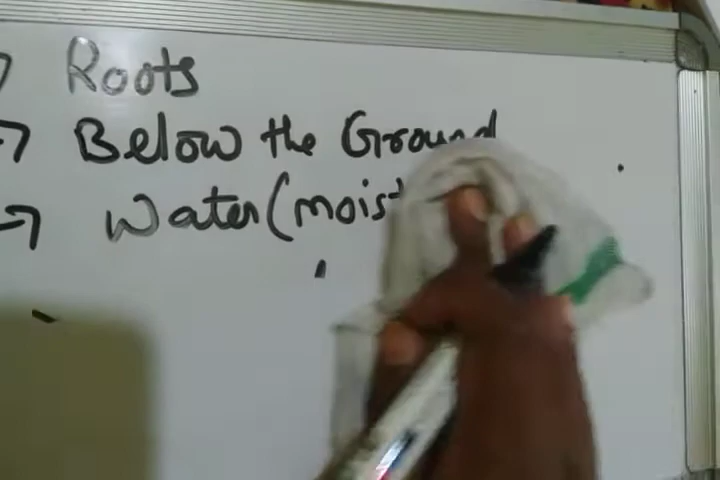 Roots
→ Below the Ground
→ Water (moist